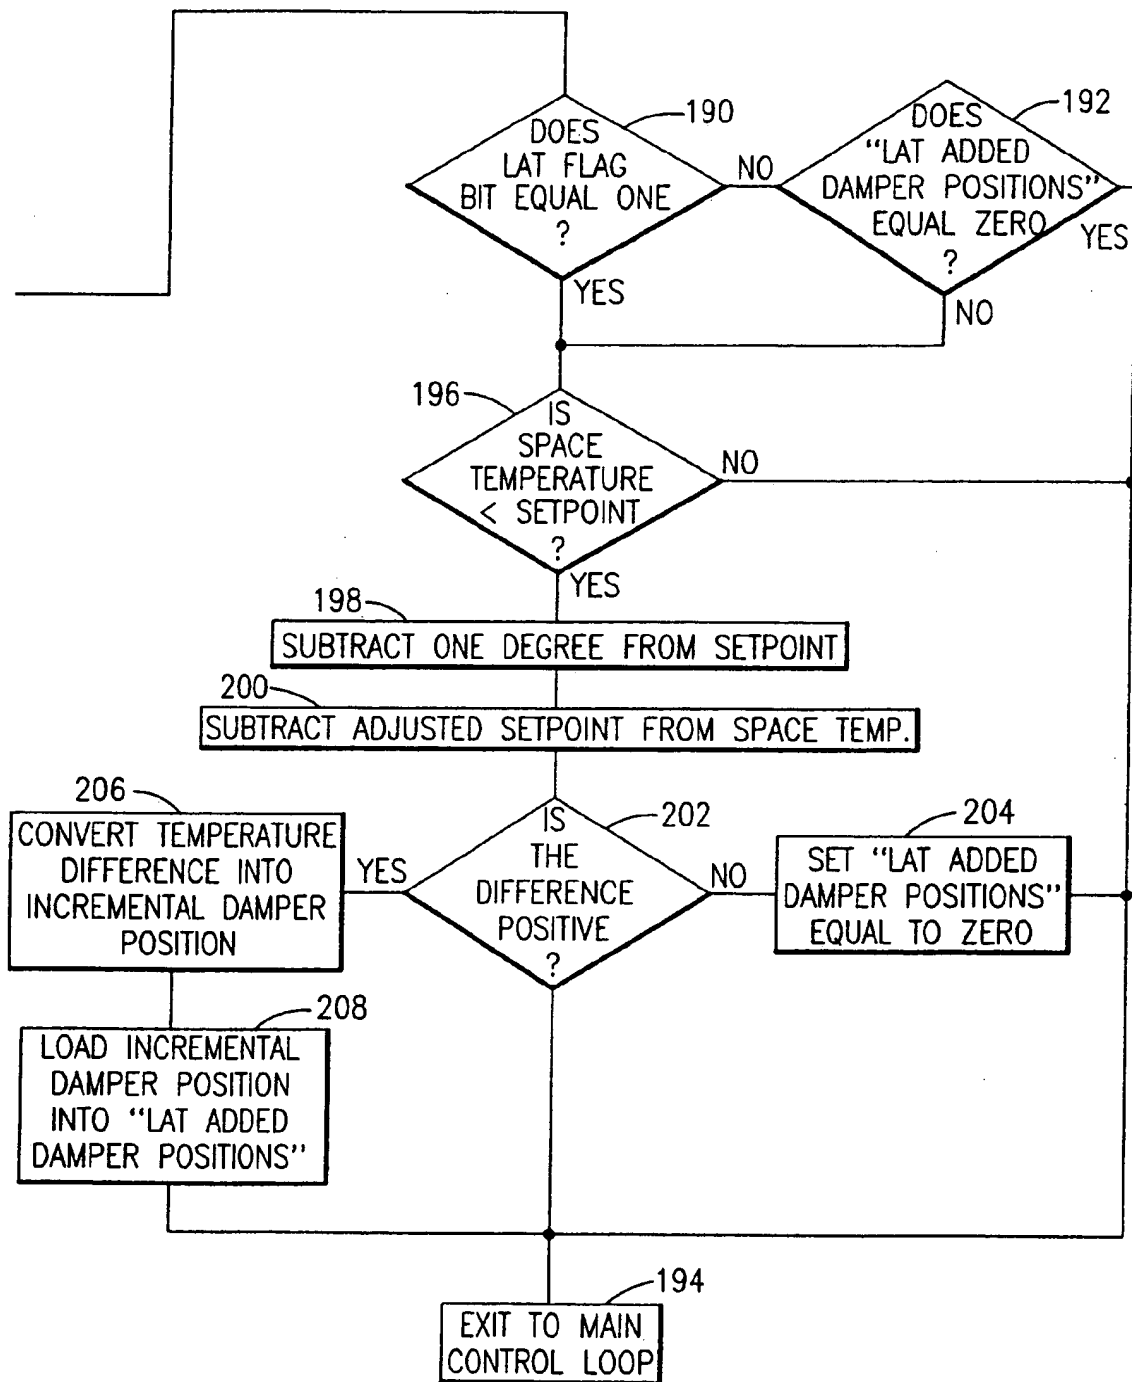 190
DOES
LAT FLAG
BIT EQUAL ONE
?
NO
YES
192
DOES
"LAT ADDED
DAMPER POSITIONS"
EQUAL ZERO
?
YES
NO
196
IS
SPACE
TEMPERATURE
< SETPOINT
?
NO
YES
198
SUBTRACT ONE DEGREE FROM SETPOINT
200
SUBTRACT ADJUSTED SETPOINT FROM SPACE TEMP.
202
IS
THE
DIFFERENCE
POSITIVE
?
YES
NO
204
SET "LAT ADDED
DAMPER POSITIONS"
EQUAL TO ZERO
206
CONVERT TEMPERATURE
DIFFERENCE INTO
INCREMENTAL DAMPER
POSITION
208
LOAD INCREMENTAL
DAMPER POSITION
INTO "LAT ADDED
DAMPER POSITIONS"
194
EXIT TO MAIN
CONTROL LOOP